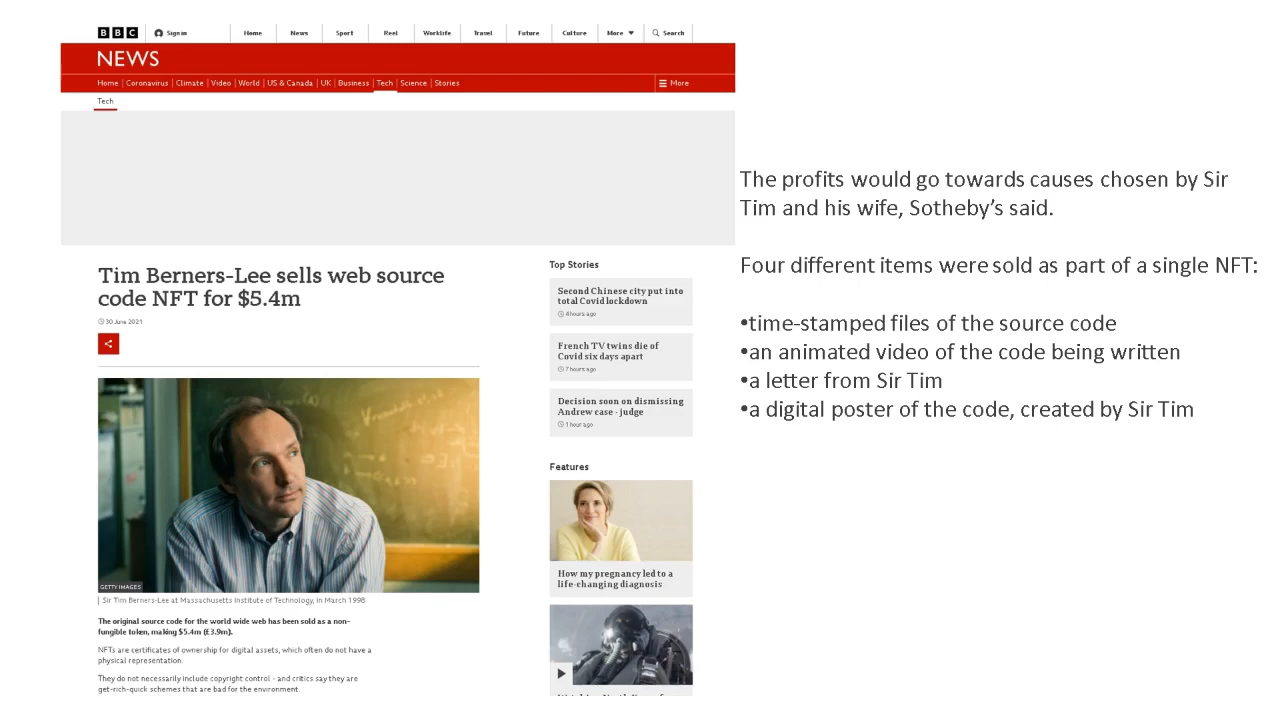 BBC
Sign in
Home
News
Sport
Reel
Worklife
Travel
Future
Culture
More
Search
NEWS
Home | Coronavirus | Climate | Video | World | US & Canada | UK | Business | Tech | Science | Stories
More
Tech
Tim Berners-Lee sells web source
code NFT for $5.4m
30 June 2021
GETTY IMAGES
Sir Tim Berners-Lee at Massachusetts Institute of Technology, in March 1998
The original source code for the world wide web has been sold as a non-
fungible token, making $5.4m (£3.9m).
NFTs are certificates of ownership for digital assets, which often do not have a
physical representation.
They do not necessarily include copyright control - and critics say they are
get-rich-quick schemes that are bad for the environment.
Top Stories
Second Chinese city put into
total Covid lockdown
4 hours ago
French TV twins die of
Covid six days apart
7 hours ago
Decision soon on dismissing
Andrew case - judge
1 hour ago
Features
How my pregnancy led to a
life-changing diagnosis
The profits would go towards causes chosen by Sir
Tim and his wife, Sotheby's said.
Four different items were sold as part of a single NFT:
•time-stamped files of the source code
•an animated video of the code being written
•a letter from Sir Tim
•a digital poster of the code, created by Sir Tim